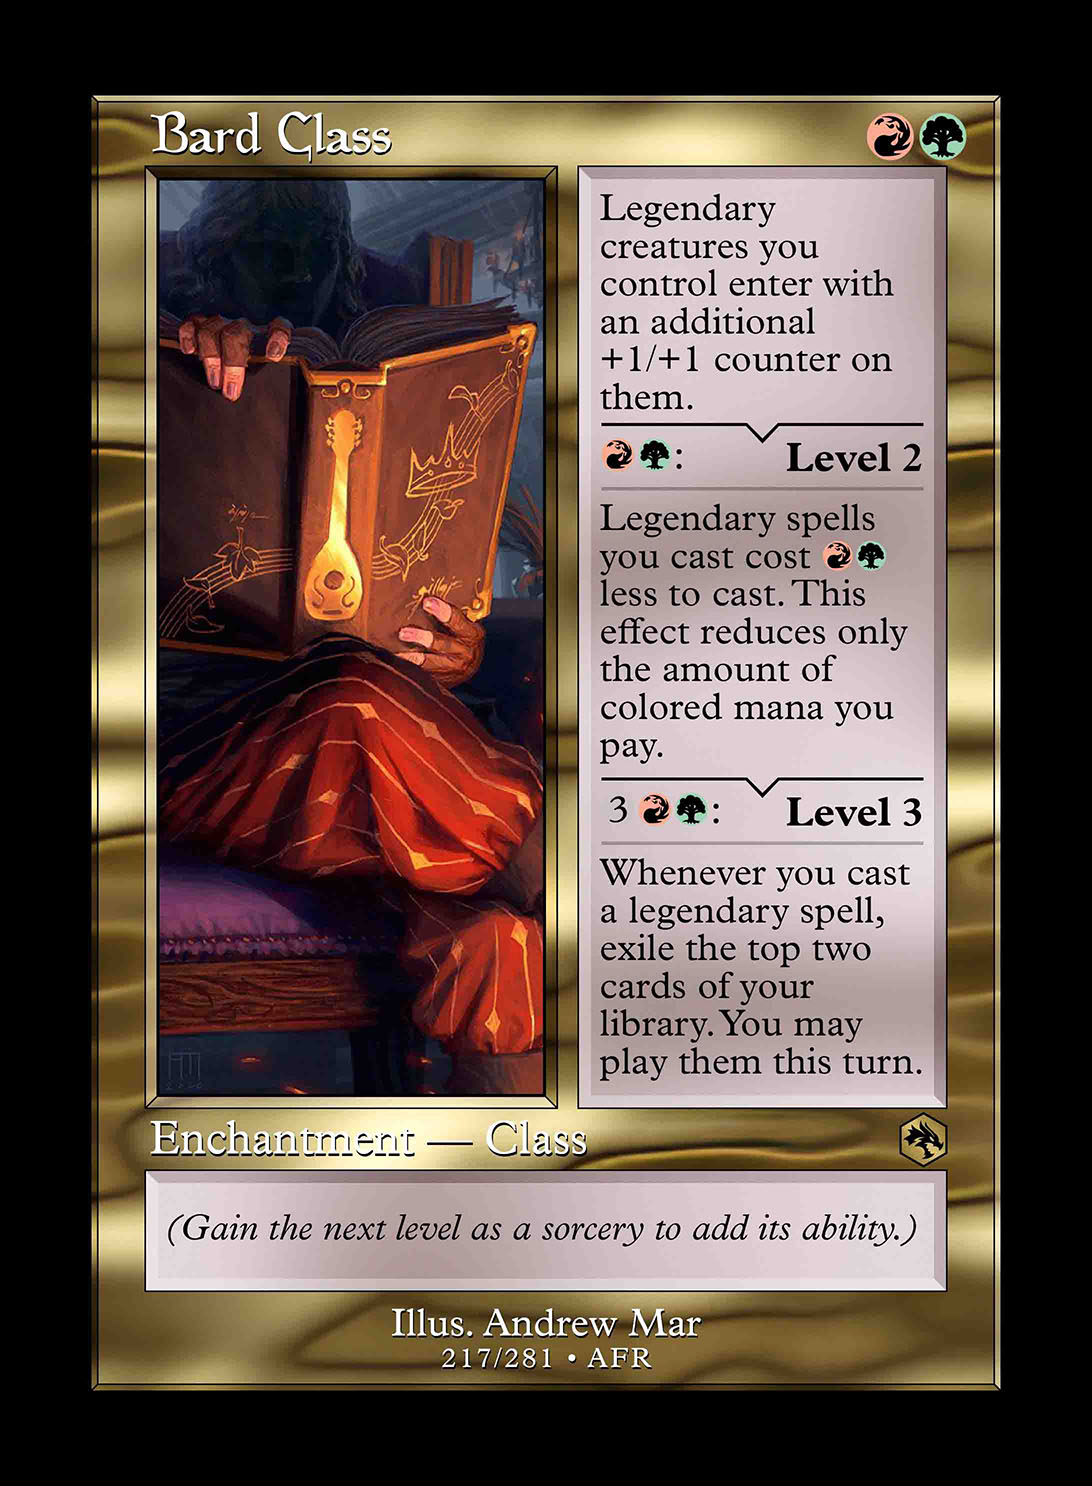 Bard Class
Legendary
creatures you
control enter with
an additional
+1/+1 counter on
them.
: Level 2
Legendary spells
you cast cost
less to cast. This
effect reduces only
the amount of
colored mana you
pay.
3 : Level 3
Whenever you cast
a legendary spell,
exile the top two
cards of your
library. You may
play them this turn.
Enchantment — Class
(Gain the next level as a sorcery to add its ability.)
Illus. Andrew Mar
217/281 • AFR